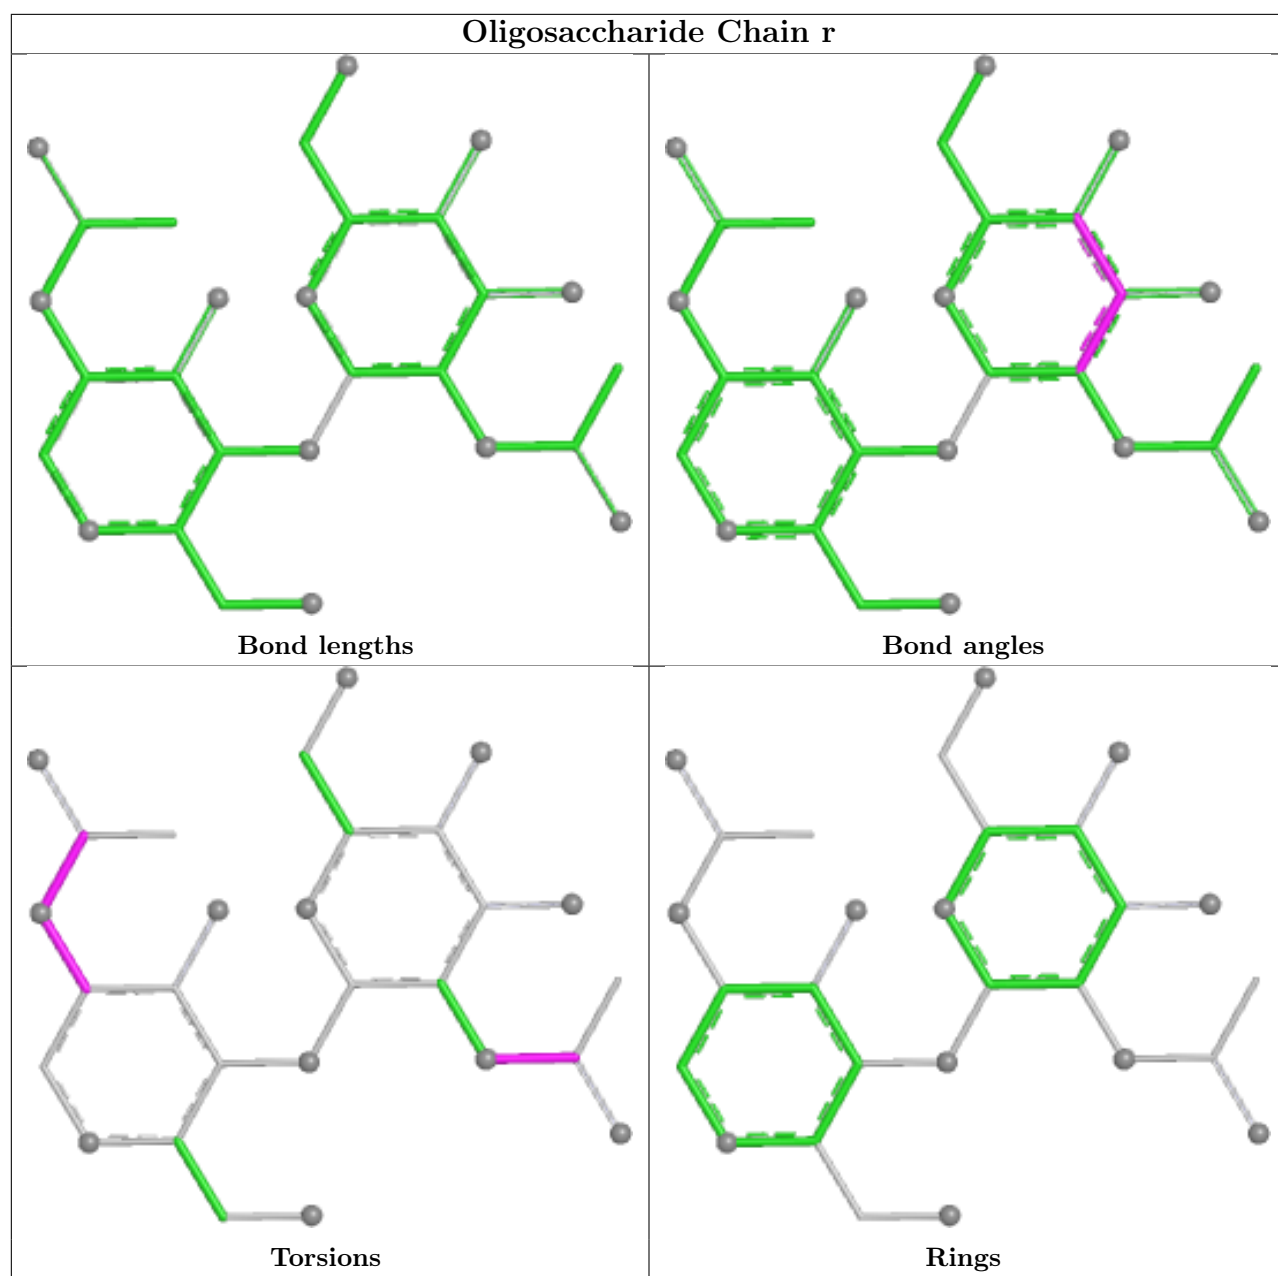 Oligosaccharide Chain r
Bond lengths
Bond angles
Torsions
Rings